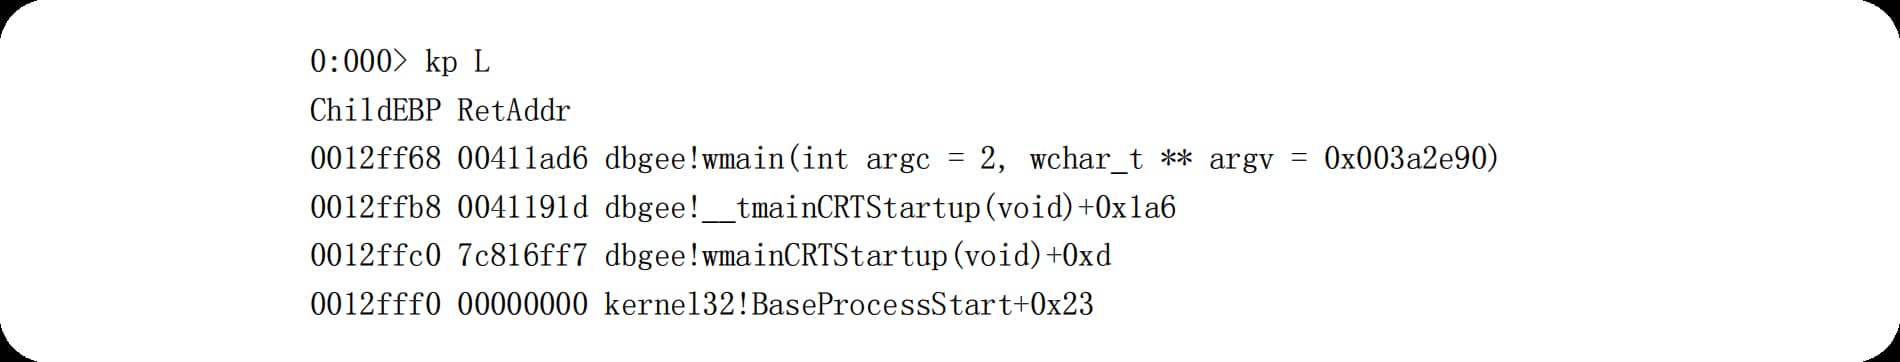 0:000> kp L
ChildEBP RetAddr
0012ff68 00411ad6 dbgee!wmain(int argc = 2, wchar_t ** argv = 0x003a2e90)
0012ffb8 0041191d dbgee!__tmainCRTStartup(void)+0x1a6
0012ffc0 7c816ff7 dbgee!wmainCRTStartup(void)+0xd
0012fff0 00000000 kernel32!BaseProcessStart+0x23